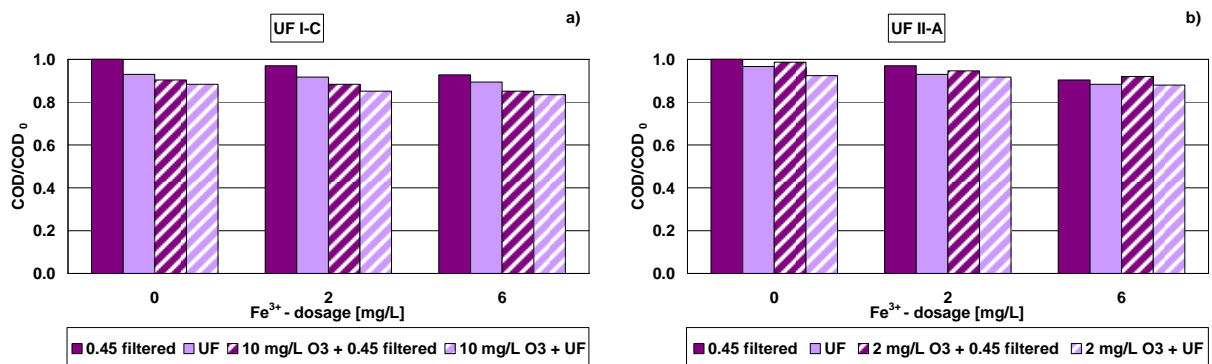 UF I-C
a)
COD/COD 0
1.0
0.8
0.6
0.4
0.2
0.0
0
2
6
Fe3+ - dosage [mg/L]
0.45 filtered
UF
10 mg/L O3 + 0.45 filtered
10 mg/L O3 + UF
UF II-A
b)
COD/COD 0
1.0
0.8
0.6
0.4
0.2
0.0
0
2
6
Fe3+ - dosage [mg/L]
0.45 filtered
UF
2 mg/L O3 + 0.45 filtered
2 mg/L O3 + UF